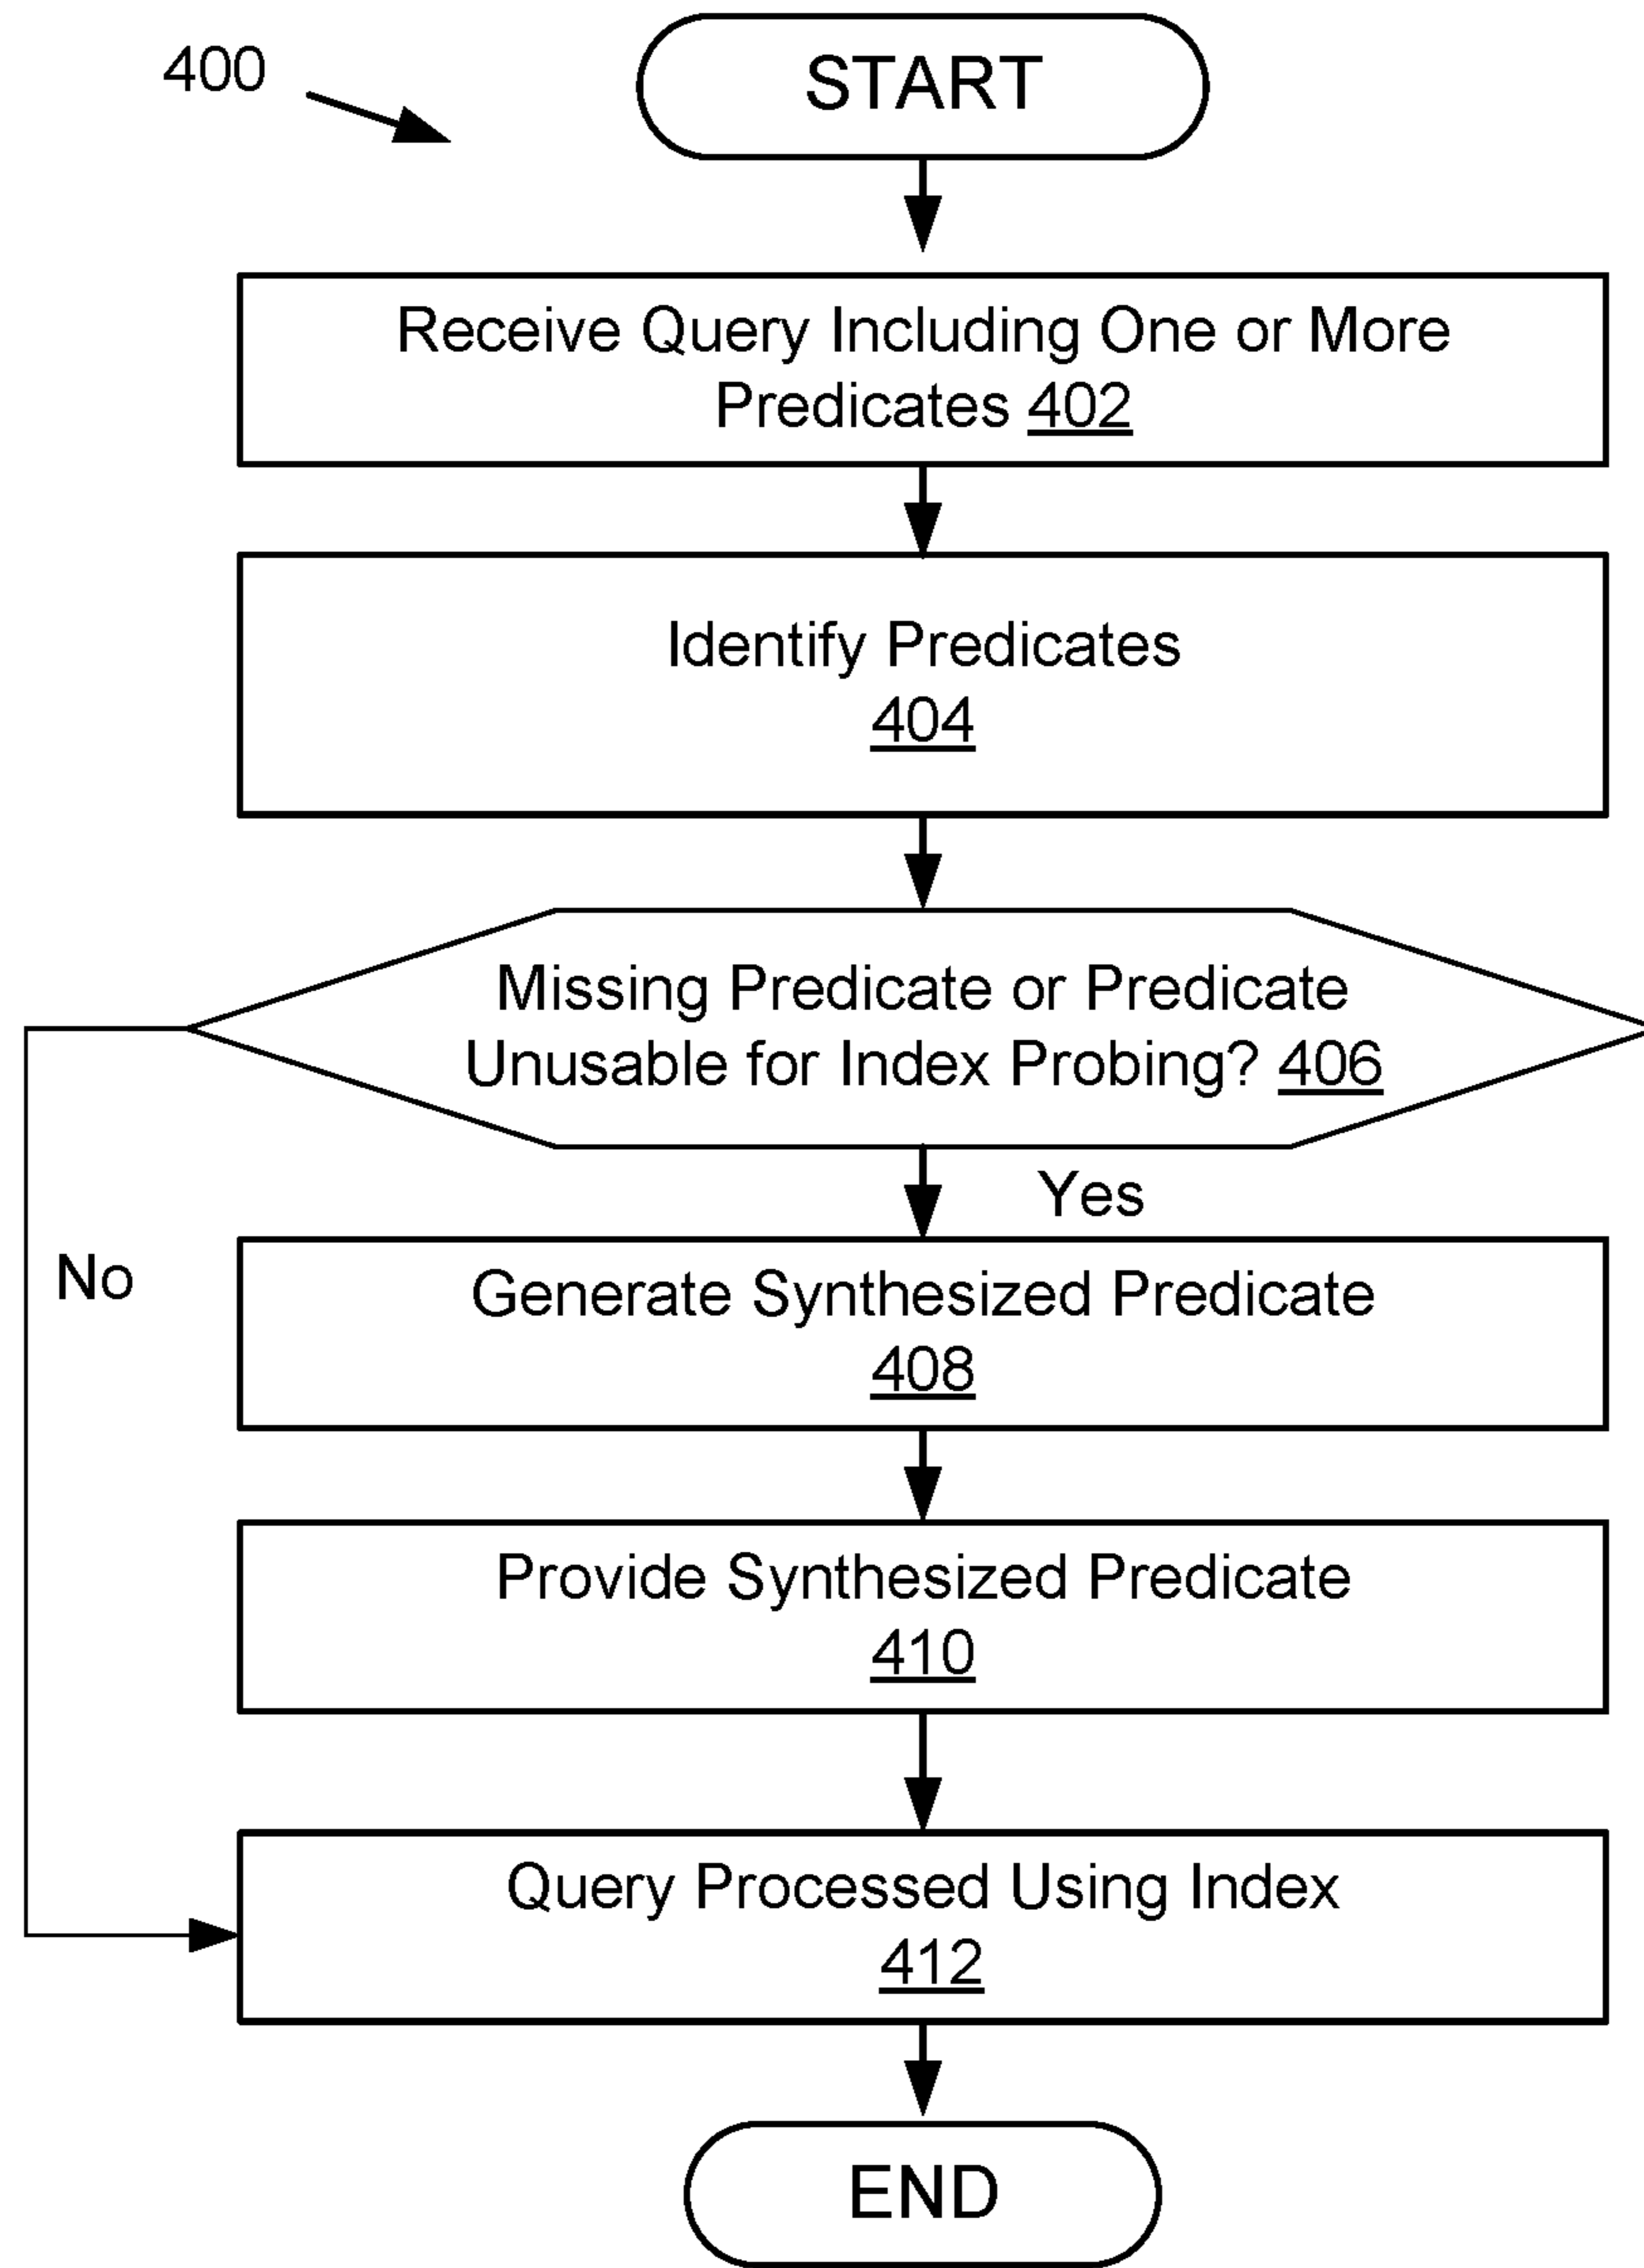 400
START
Receive Query Including One or More
Predicates 402
Identify Predicates
404
Missing Predicate or Predicate
Unusable for Index Probing? 406
Yes
No
Generate Synthesized Predicate
408
Provide Synthesized Predicate
410
Query Processed Using Index
412
END